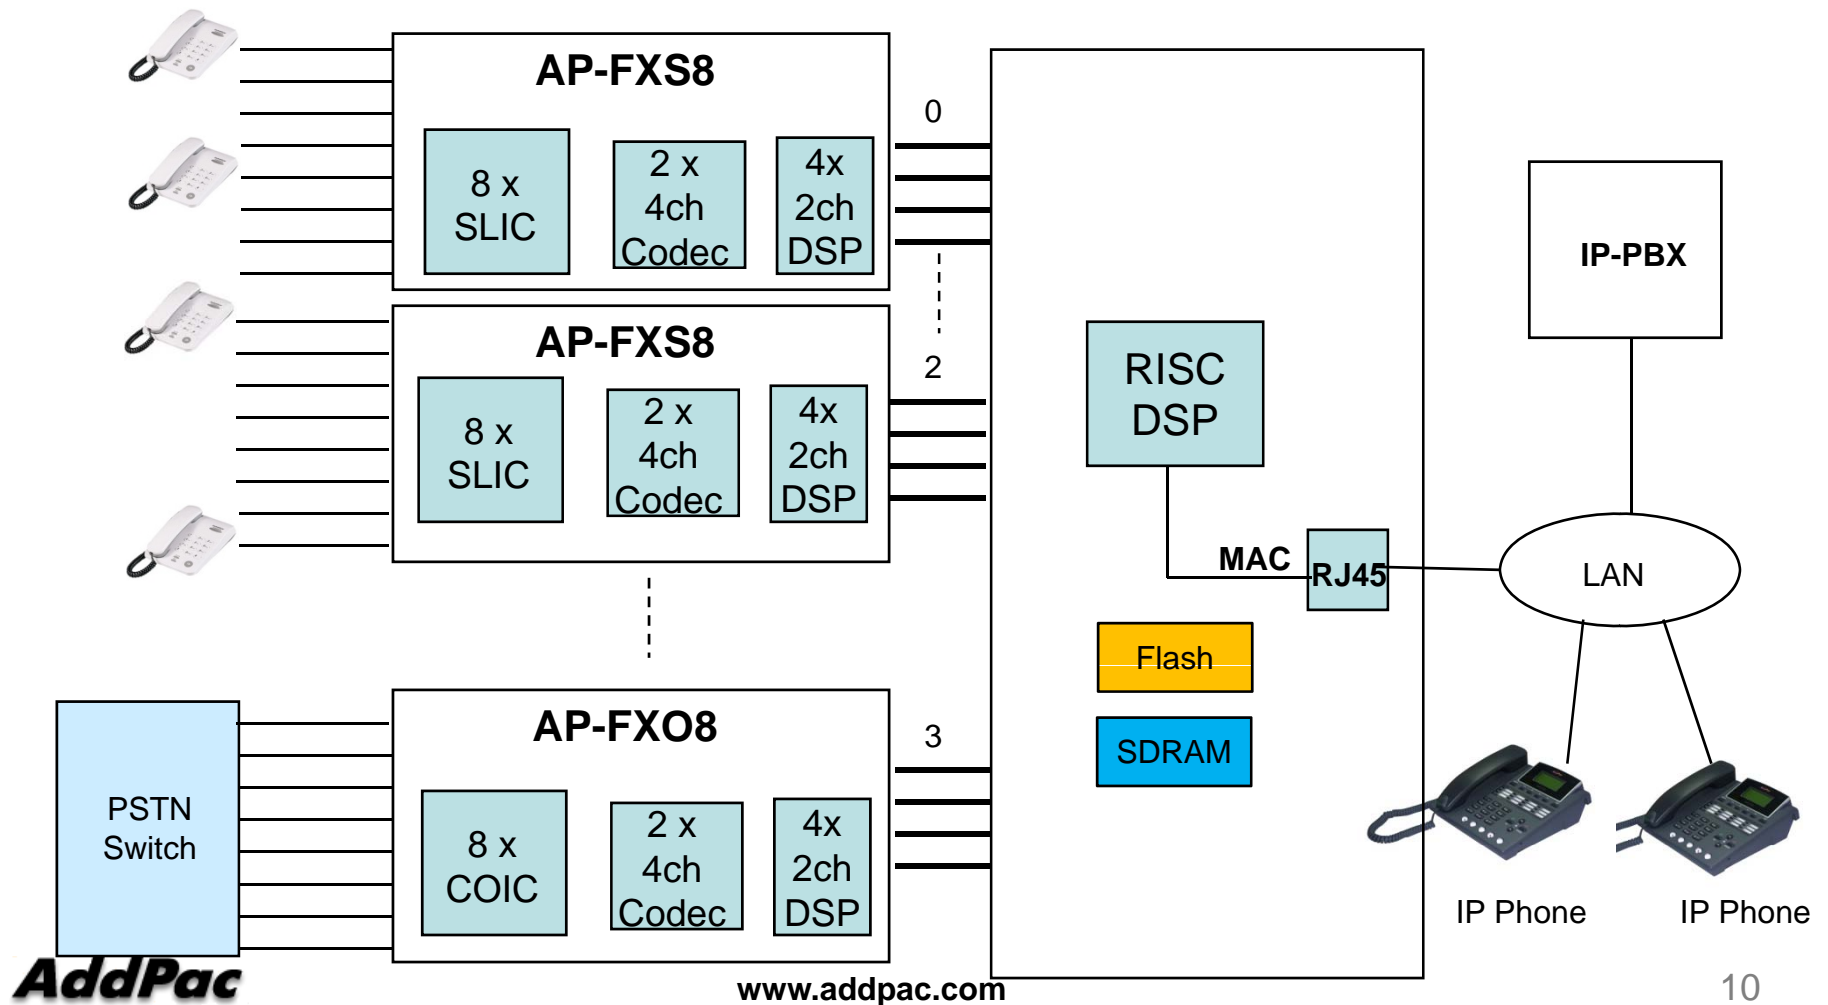 AP-FXS8
8 x
SLIC
2 x
4ch
Codec
4x
2ch
DSP
0
AP-FXS8
8 x
SLIC
2 x
4ch
Codec
4x
2ch
DSP
2
AP-FXO8
8 x
COIC
2 x
4ch
Codec
4x
2ch
DSP
3
PSTN
Switch
RISC
DSP
MAC
RJ45
Flash
SDRAM
IP-PBX
LAN
IP Phone
IP Phone
AddPac
www.addpac.com
10